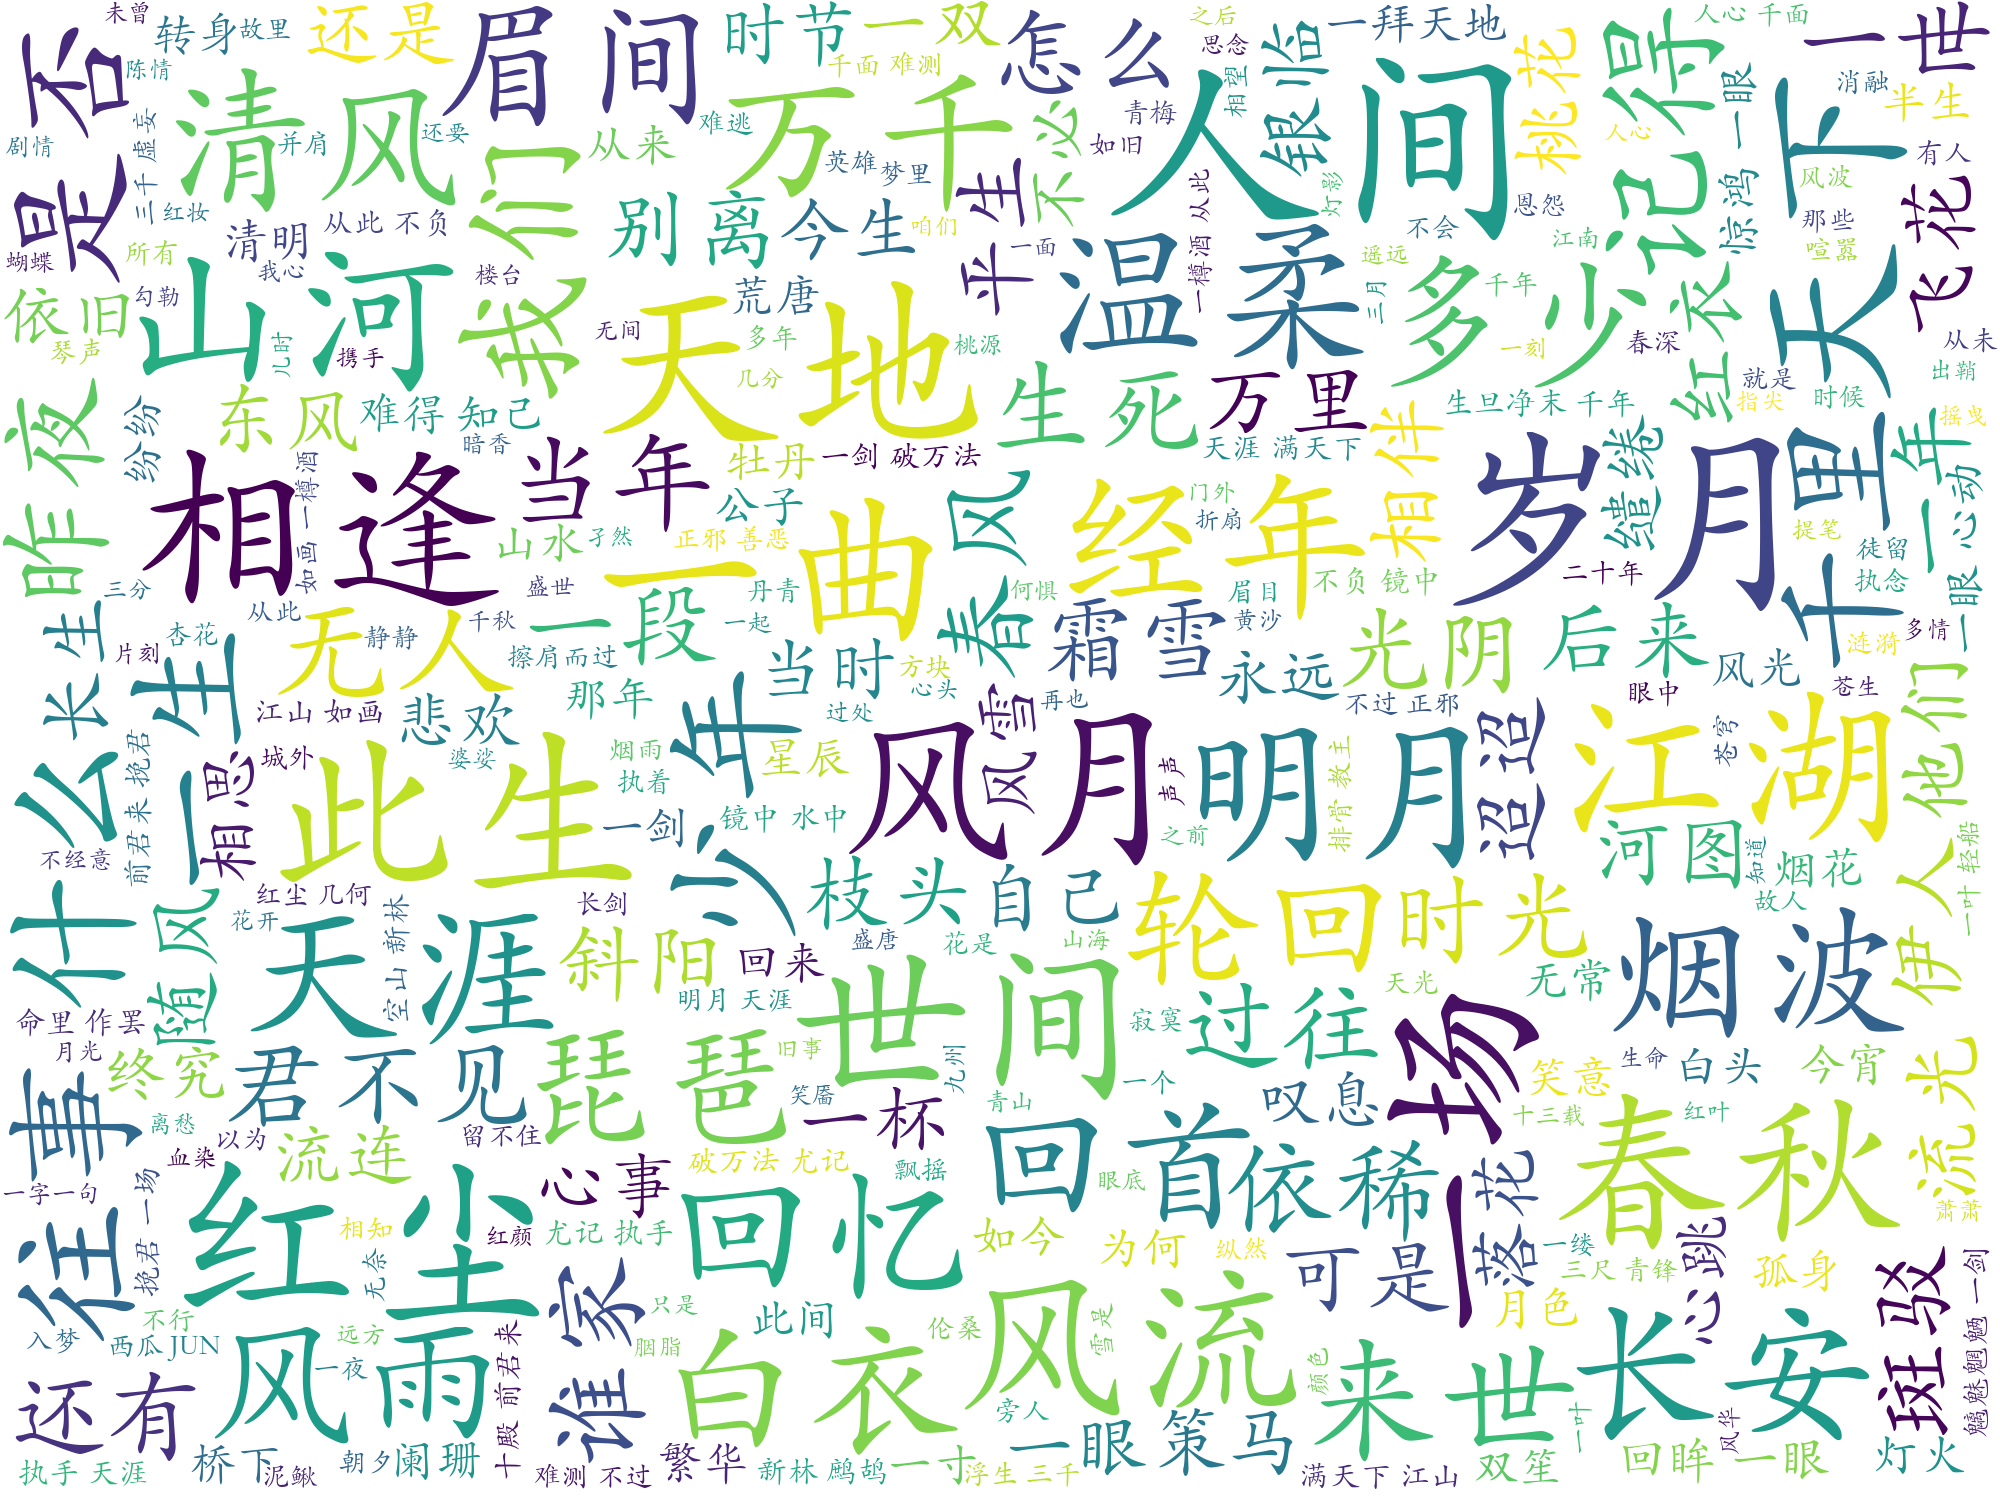 未曾
转身
故里
还是
眉间
时节
一双
怎么
之后
思念
一拜天地
人心 千面
一世
是否
陈情
清风
千面 难测
万千
人间
相望
银临
桃花
记得
惊鸿 一眼
天下
消融
半生
剧情
三千 虚妄
并肩
还要
我们
从来
难逃
英雄
梦里
不必
青梅
如旧
人心
有人
风波
飞花
红妆
从此 不负
清明
我心
所有
蝴蝶
别离
今生
咱们
平生
一面
一樽酒 从此
灯影
不会
恩怨
江南
那些
喧嚣
依旧
琴声
勾勒
山河
儿时
携手
楼台
无间
荒唐
天地
多年
几分
桃源
温柔
遥远
三月
多少
千年
一刻
春深
红衣
从未
出鞘
昨夜
纷纷
东风
难得 知己
暗香
生死
万里
生旦净末 千年
就是
指尖
时候
摇曳
相逢
如画 一樽酒
当年
牡丹
一剑 破万法
公子
春风
天涯 满天下
相伴
岁月
缱绻
千里
一年
一眼 心动
山水
孜然
正邪 善恶
一曲
经年
门外
折扇
不负 镜中
二十年
提笔
徒留
执念
三分
长生
从此
盛世
丹青
何惧
眉目
黄沙
杏花
片刻
一生
无人
静静
千秋
一段
一起
擦肩而过
当时
方块
心头
霜雪
永远
光阴
后来
风光
多情
涟漪
江山 如画
悲欢
那年
少年
过处
风雪
再也
不过 正邪
眼中
苍生
他们
什么
前君来 挽君
相思
城外
此生
婆娑
烟雨
执着
星辰
风月
声声
明月
排骨 教主
迢迢
江湖
苍穹
不经意
一剑
镜中 水中
之前
河图
知道
烟花
故人
一叶 轻船
伊人
红尘 几何
随风
花开
天涯
空山 新林
长剑
斜阳
枝头
自己
盛唐
花是
山海
轮回
时光
回来
明月 天涯
命里 作罢
月光
终究
君不见
琵琶
旧事
世间
九州
寂寞
过往
天光
无常
烟波
一场
往事
离愁
以为
血染
流连
留不住
笑靥
一杯
青山
一个
叹息
笑意
生命
白头
今宵
流光
一字一句
挽君 一场
红尘
相知
无奈
红颜
心事
尤记 执手
破万法 尤记
飘摇
回忆
回首
眼底
依稀
十三载
红叶
春秋
萧萧
如今
为何
纵然
可是
落花
一缕
三尺 青锋
心跳
孤身
斑驳
魑魅魍魉 一剑
入梦
不行
西瓜JUN
远方
一夜
风雨
谁家
只是
胭脂
此间
白衣
伦桑
风流
雪是
颜色
月色
长安
还有
十殿 前君来
执手 天涯
桥下
泥鳅
朝夕
阑珊
难测 不过
繁华
新林 鹧鸪
一寸
浮生 三千
旁人
一眼
策马
来世
满天下 江山
双笙
一叶
回眸 一眼
风华
灯火